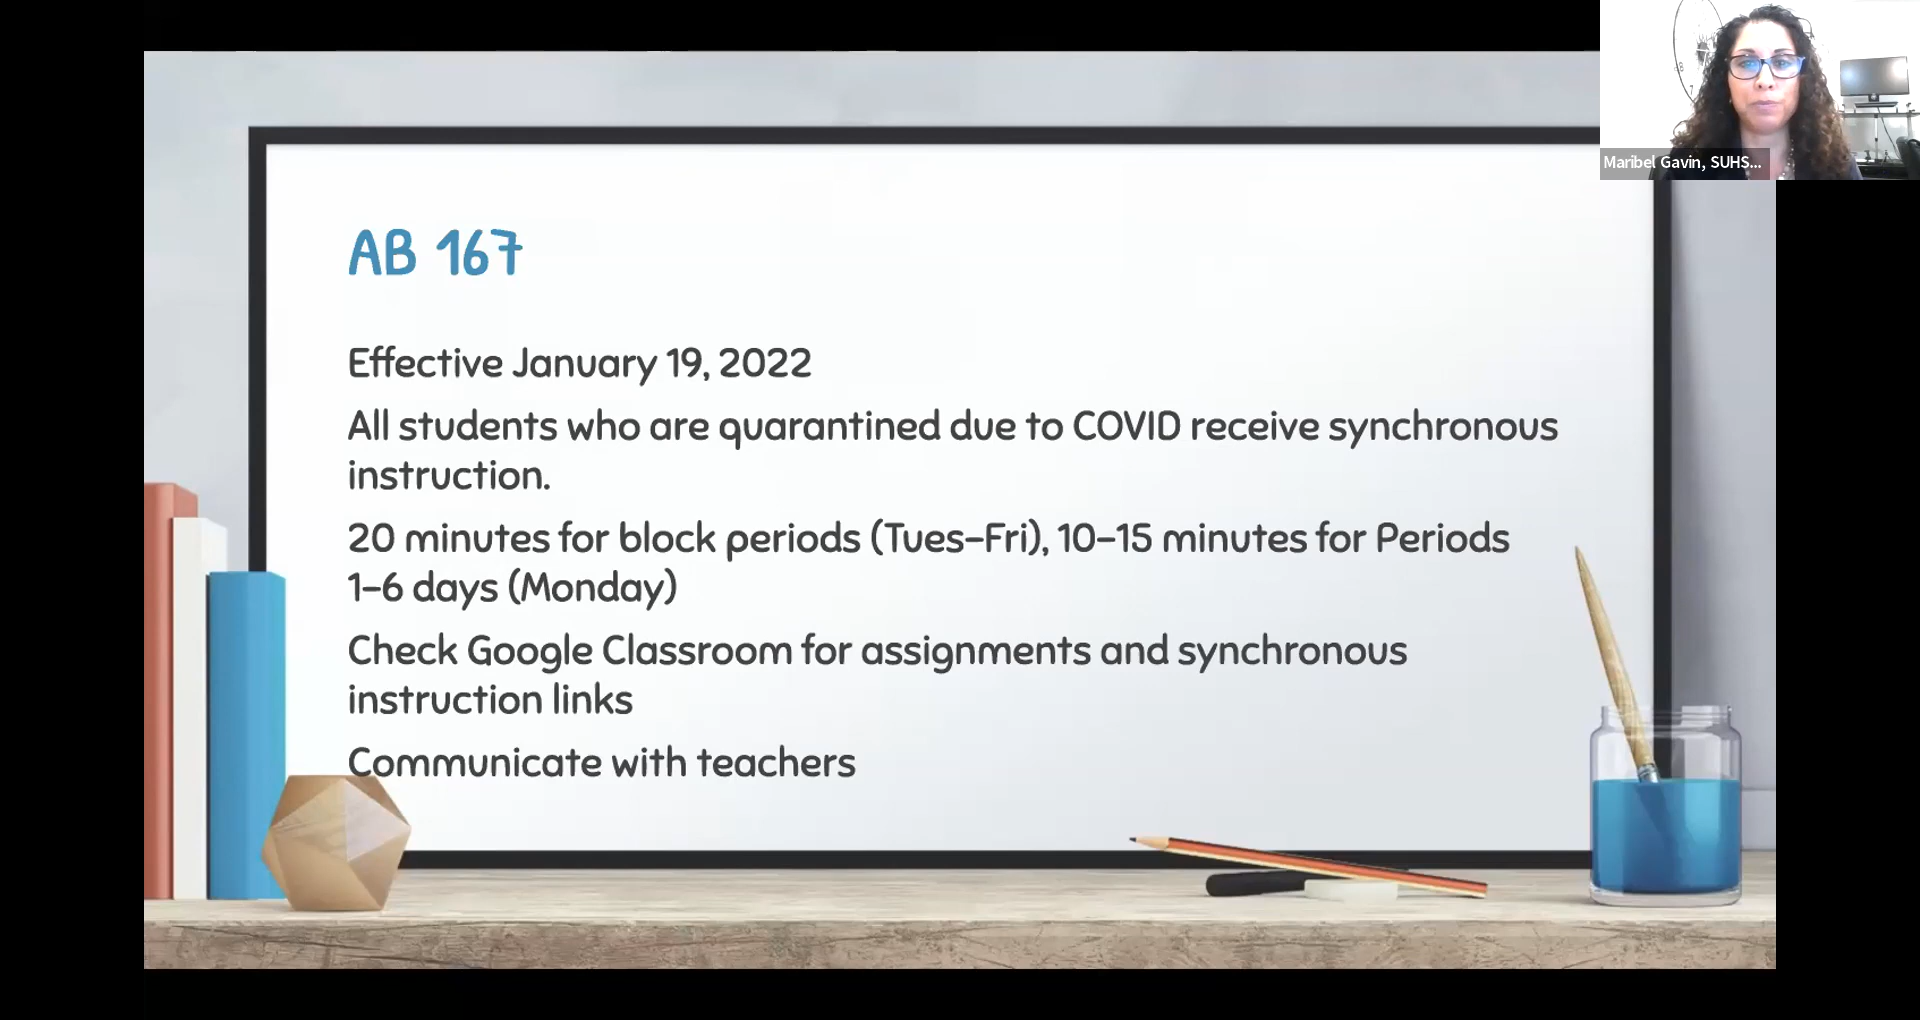 Maribel Gavin, SUHS...
AB 167
Effective January 19, 2022
All students who are quarantined due to COVID receive synchronous
instruction.
20 minutes for block periods (Tues-Fri), 10-15 minutes for Periods
1-6 days (Monday)
Check Google Classroom for assignments and synchronous
instruction links
Communicate with teachers